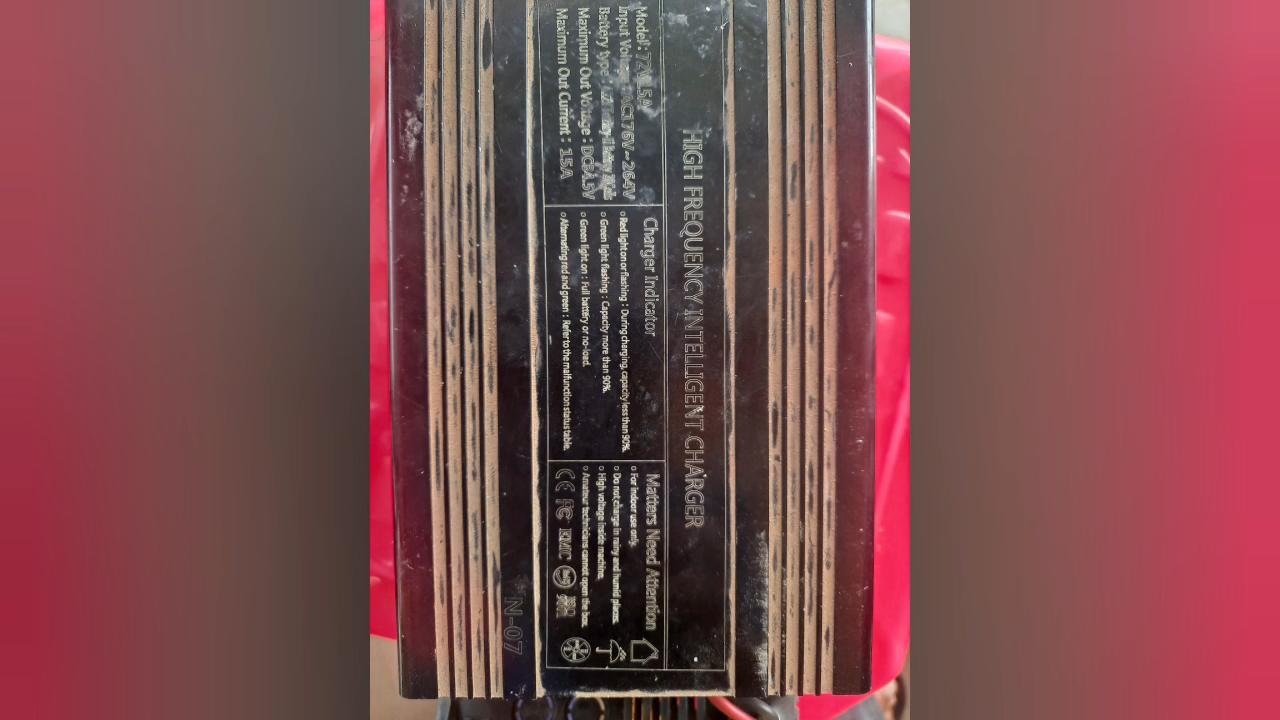 HIGH FREQUENCY INTELLIGENT CHARGER
Model: 72V15A
Input Voltage AC176V~264V
Battery type:
Maximum Out Voltage: DC84.5V
Maximum Out Current: 15A
Charger Indicator
Red light on or flashing: During charging, capacity less than 90%.
Green light flashing: Capacity more than 90%.
Green light on: Full battery or no-load.
Alternating red and green: Refer to the malfunction status table.
Matters Need Attention
For indoor use only.
Do not charge in rainy and humid places.
High voltage inside machine.
Amateur technicians cannot open the box.
CE FC EMC
N-07